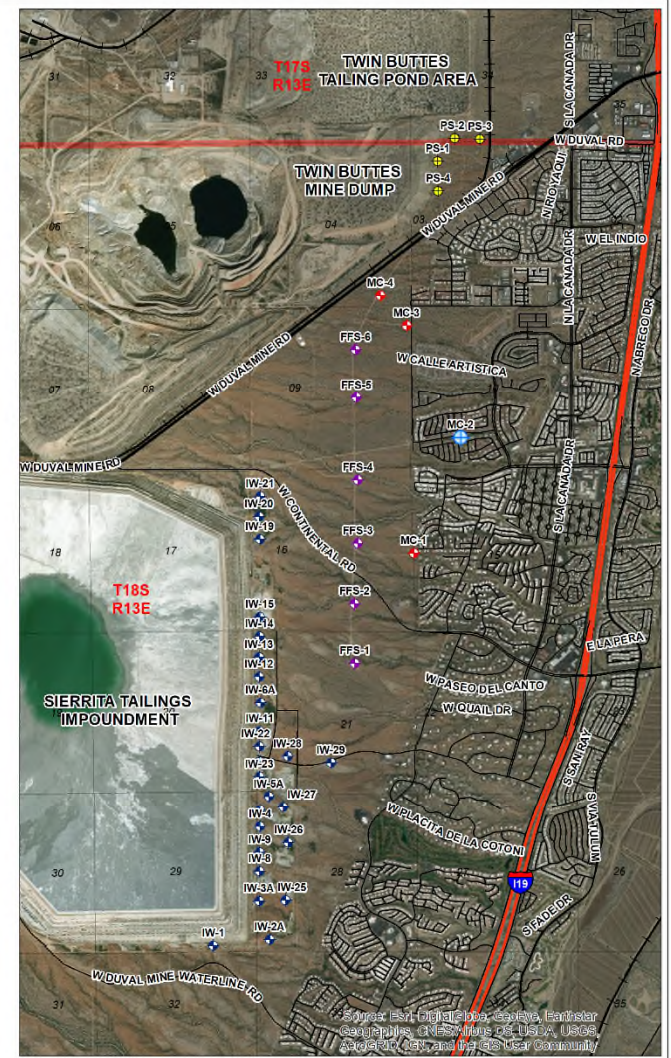 31
32
33
T17S
R13E
34
TWIN BUTTES
TAILING POND AREA
S LA CANADA DR
35
PS-2
PS-3
W DUVAL RD
PS-1
PS-4
TWIN BUTTES
MINE DUMP
N RIO YAQUI
W DUVAL MINE RD
06
05
04
03
W EL INDIO
N LA CANADA DR
N ABREGO DR
MC-4
MC-3
FFS-6
W DUVAL MINE RD
W CALLE ARTISTICA
07
08
09
FFS-5
MC-2
W DUVAL MINE RD
FFS-4
IW-21
IW-20
IW-19
W CONTINENTAL RD
S LA CANADA DR
18
17
16
FFS-3
MC-1
T18S
R13E
IW-15
IW-14
IW-13
IW-12
FFS-2
E LA PERA
FFS-1
IW-6A
W PASEO DEL CANTO
SIERRITA TAILINGS
IMPOUNDMENT
IW-11
W QUAIL DR
23
21
IW-22
IW-28
IW-29
S SAN RAY
IW-23
IW-5A
IW-27
S VIA TULUM
IW-4
W PLACITA DE LA COTONI
IW-26
IW-9
IW-8
30
29
28
26
I19
IW-3A
IW-25
S FADE DR
IW-1
IW-2A
W DUVAL MINE WATERLINE RD
31
32
33
35
Source: Esri, DigitalGlobe, GeoEye, Earthstar
Geographics, CNES/Airbus DS, USDA, USGS,
AeroGRID, IGN, and the GIS User Community